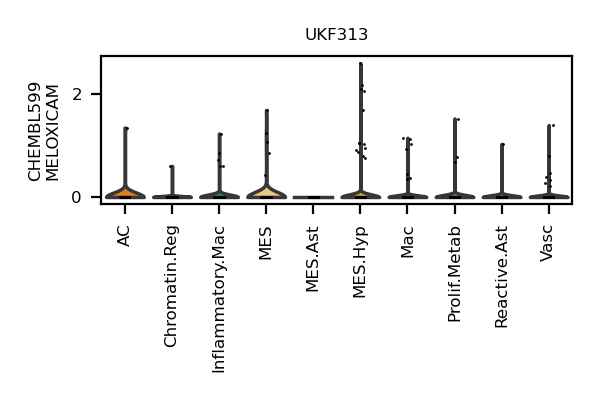 UKF313
CHEMBL599
MELOXICAM
2
0
AC
Chromatin.Reg
Inflammatory.Mac
MES
MES.Ast
MES.Hyp
Mac
Prolif.Metab
Reactive.Ast
Vasc